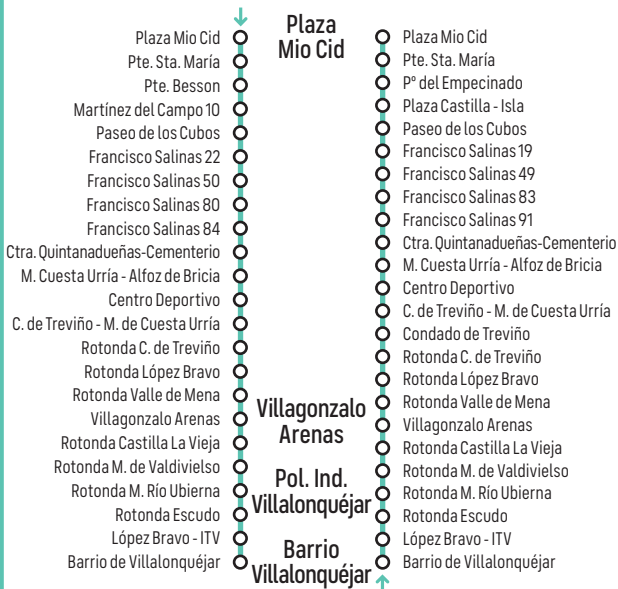 Plaza Mio Cid
Pte. Sta. María
Pte. Besson
Martínez del Campo 10
Paseo de los Cubos
Francisco Salinas 22
Francisco Salinas 50
Francisco Salinas 80
Francisco Salinas 84
Ctra. Quintanadueñas-Cementerio
M. Cuesta Urría - Alfoz de Bricia
Centro Deportivo
C. de Treviño - M. de Cuesta Urría
Rotonda C. de Treviño
Rotonda López Bravo
Rotonda Valle de Mena
Villagonzalo Arenas
Rotonda Castilla La Vieja
Rotonda M. de Valdivielso
Rotonda M. Río Ubierna
Rotonda Escudo
López Bravo - ITV
Barrio de Villalonquéjar
Plaza
Mio Cid
Villagonzalo
Arenas
Pol. Ind.
Villalonquéjar
Barrio
Villalonquéjar
Plaza Mio Cid
Pte. Sta. María
Pº del Empecinado
Plaza Castilla - Isla
Paseo de los Cubos
Francisco Salinas 19
Francisco Salinas 49
Francisco Salinas 83
Francisco Salinas 91
Ctra. Quintanadueñas-Cementerio
M. Cuesta Urría - Alfoz de Bricia
Centro Deportivo
C. de Treviño - M. de Cuesta Urría
Condado de Treviño
Rotonda C. de Treviño
Rotonda López Bravo
Rotonda Valle de Mena
Villagonzalo Arenas
Rotonda Castilla La Vieja
Rotonda M. de Valdivielso
Rotonda M. Río Ubierna
Rotonda Escudo
López Bravo - ITV
Barrio de Villalonquéjar